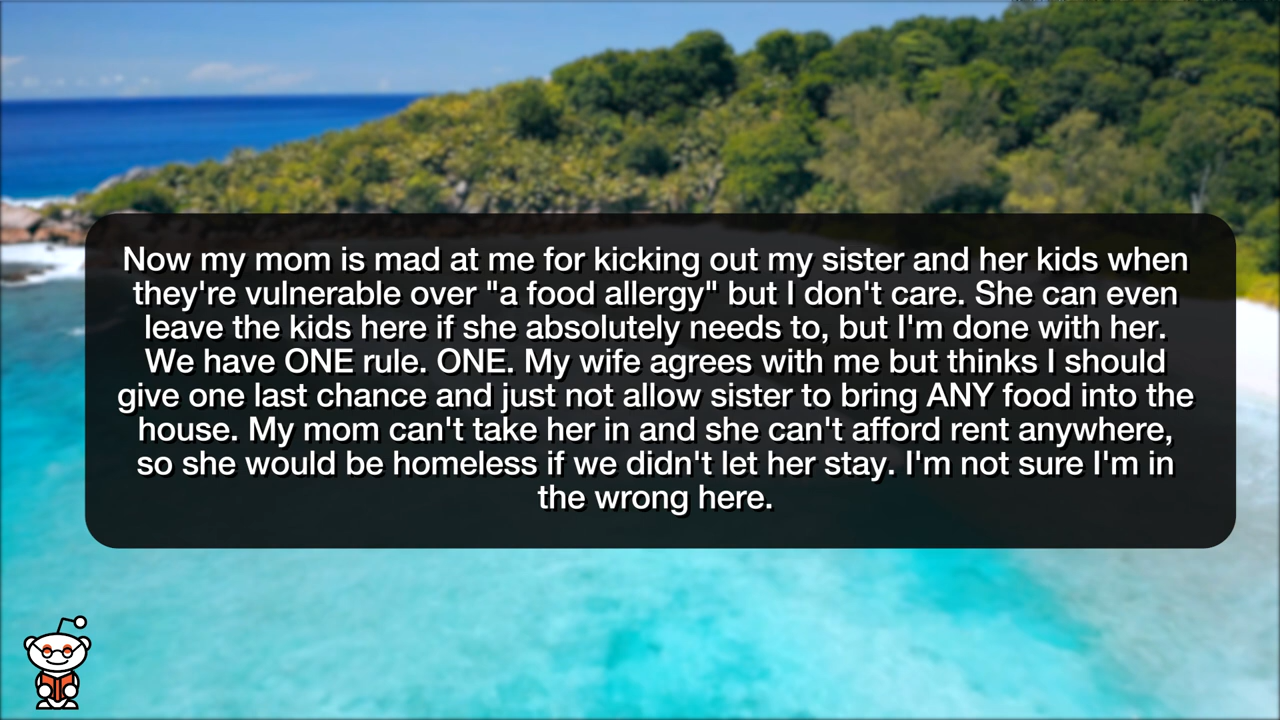 Now my mom is mad at me for kicking out my sister and her kids when
they're vulnerable over "a food allergy" but I don't care. She can even
leave the kids here if she absolutely needs to, but I'm done with her.
We have ONE rule. ONE. My wife agrees with me but thinks I should
give one last chance and just not allow sister to bring ANY food into the
house. My mom can't take her in and she can't afford rent anywhere,
so she would be homeless if we didn't let her stay. I'm not sure I'm in
the wrong here.